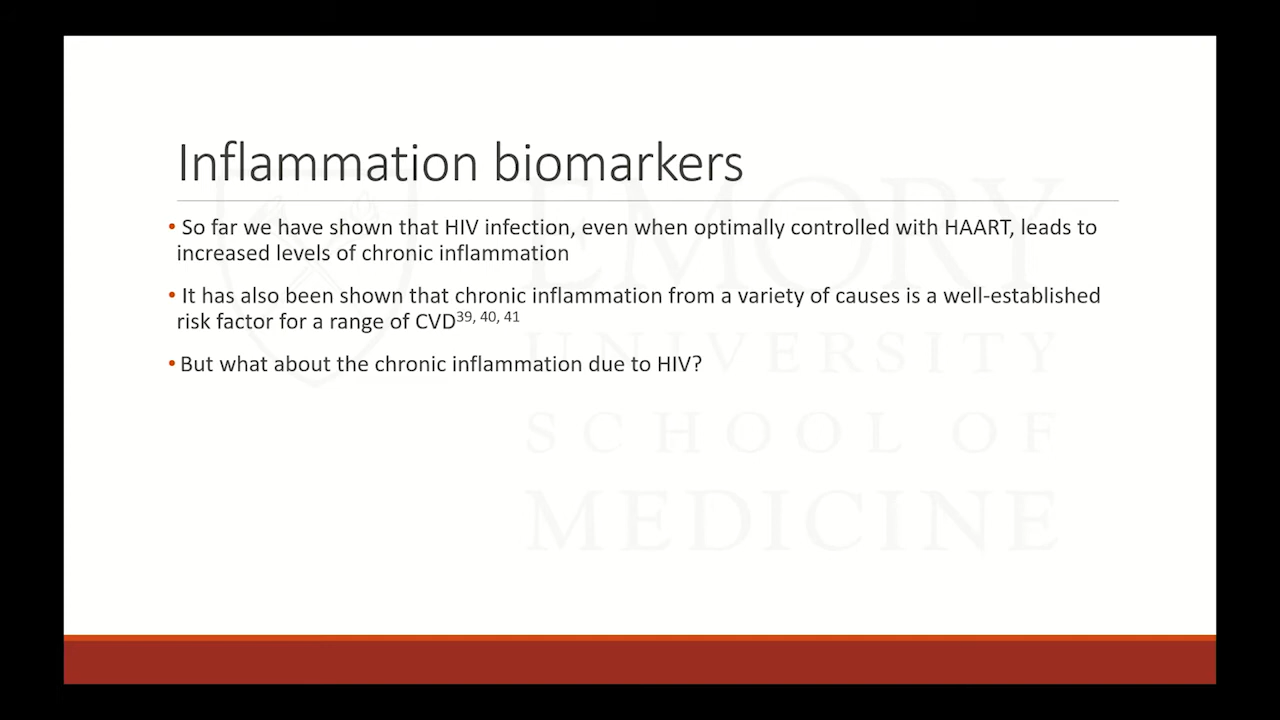 Inflammation biomarkers
• So far we have shown that HIV infection, even when optimally controlled with HAART, leads to
increased levels of chronic inflammation
• It has also been shown that chronic inflammation from a variety of causes is a well-established
risk factor for a range of CVD39, 40, 41
• But what about the chronic inflammation due to HIV?
EMORY
UNIVERSITY
SCHOOL OF
MEDICINE